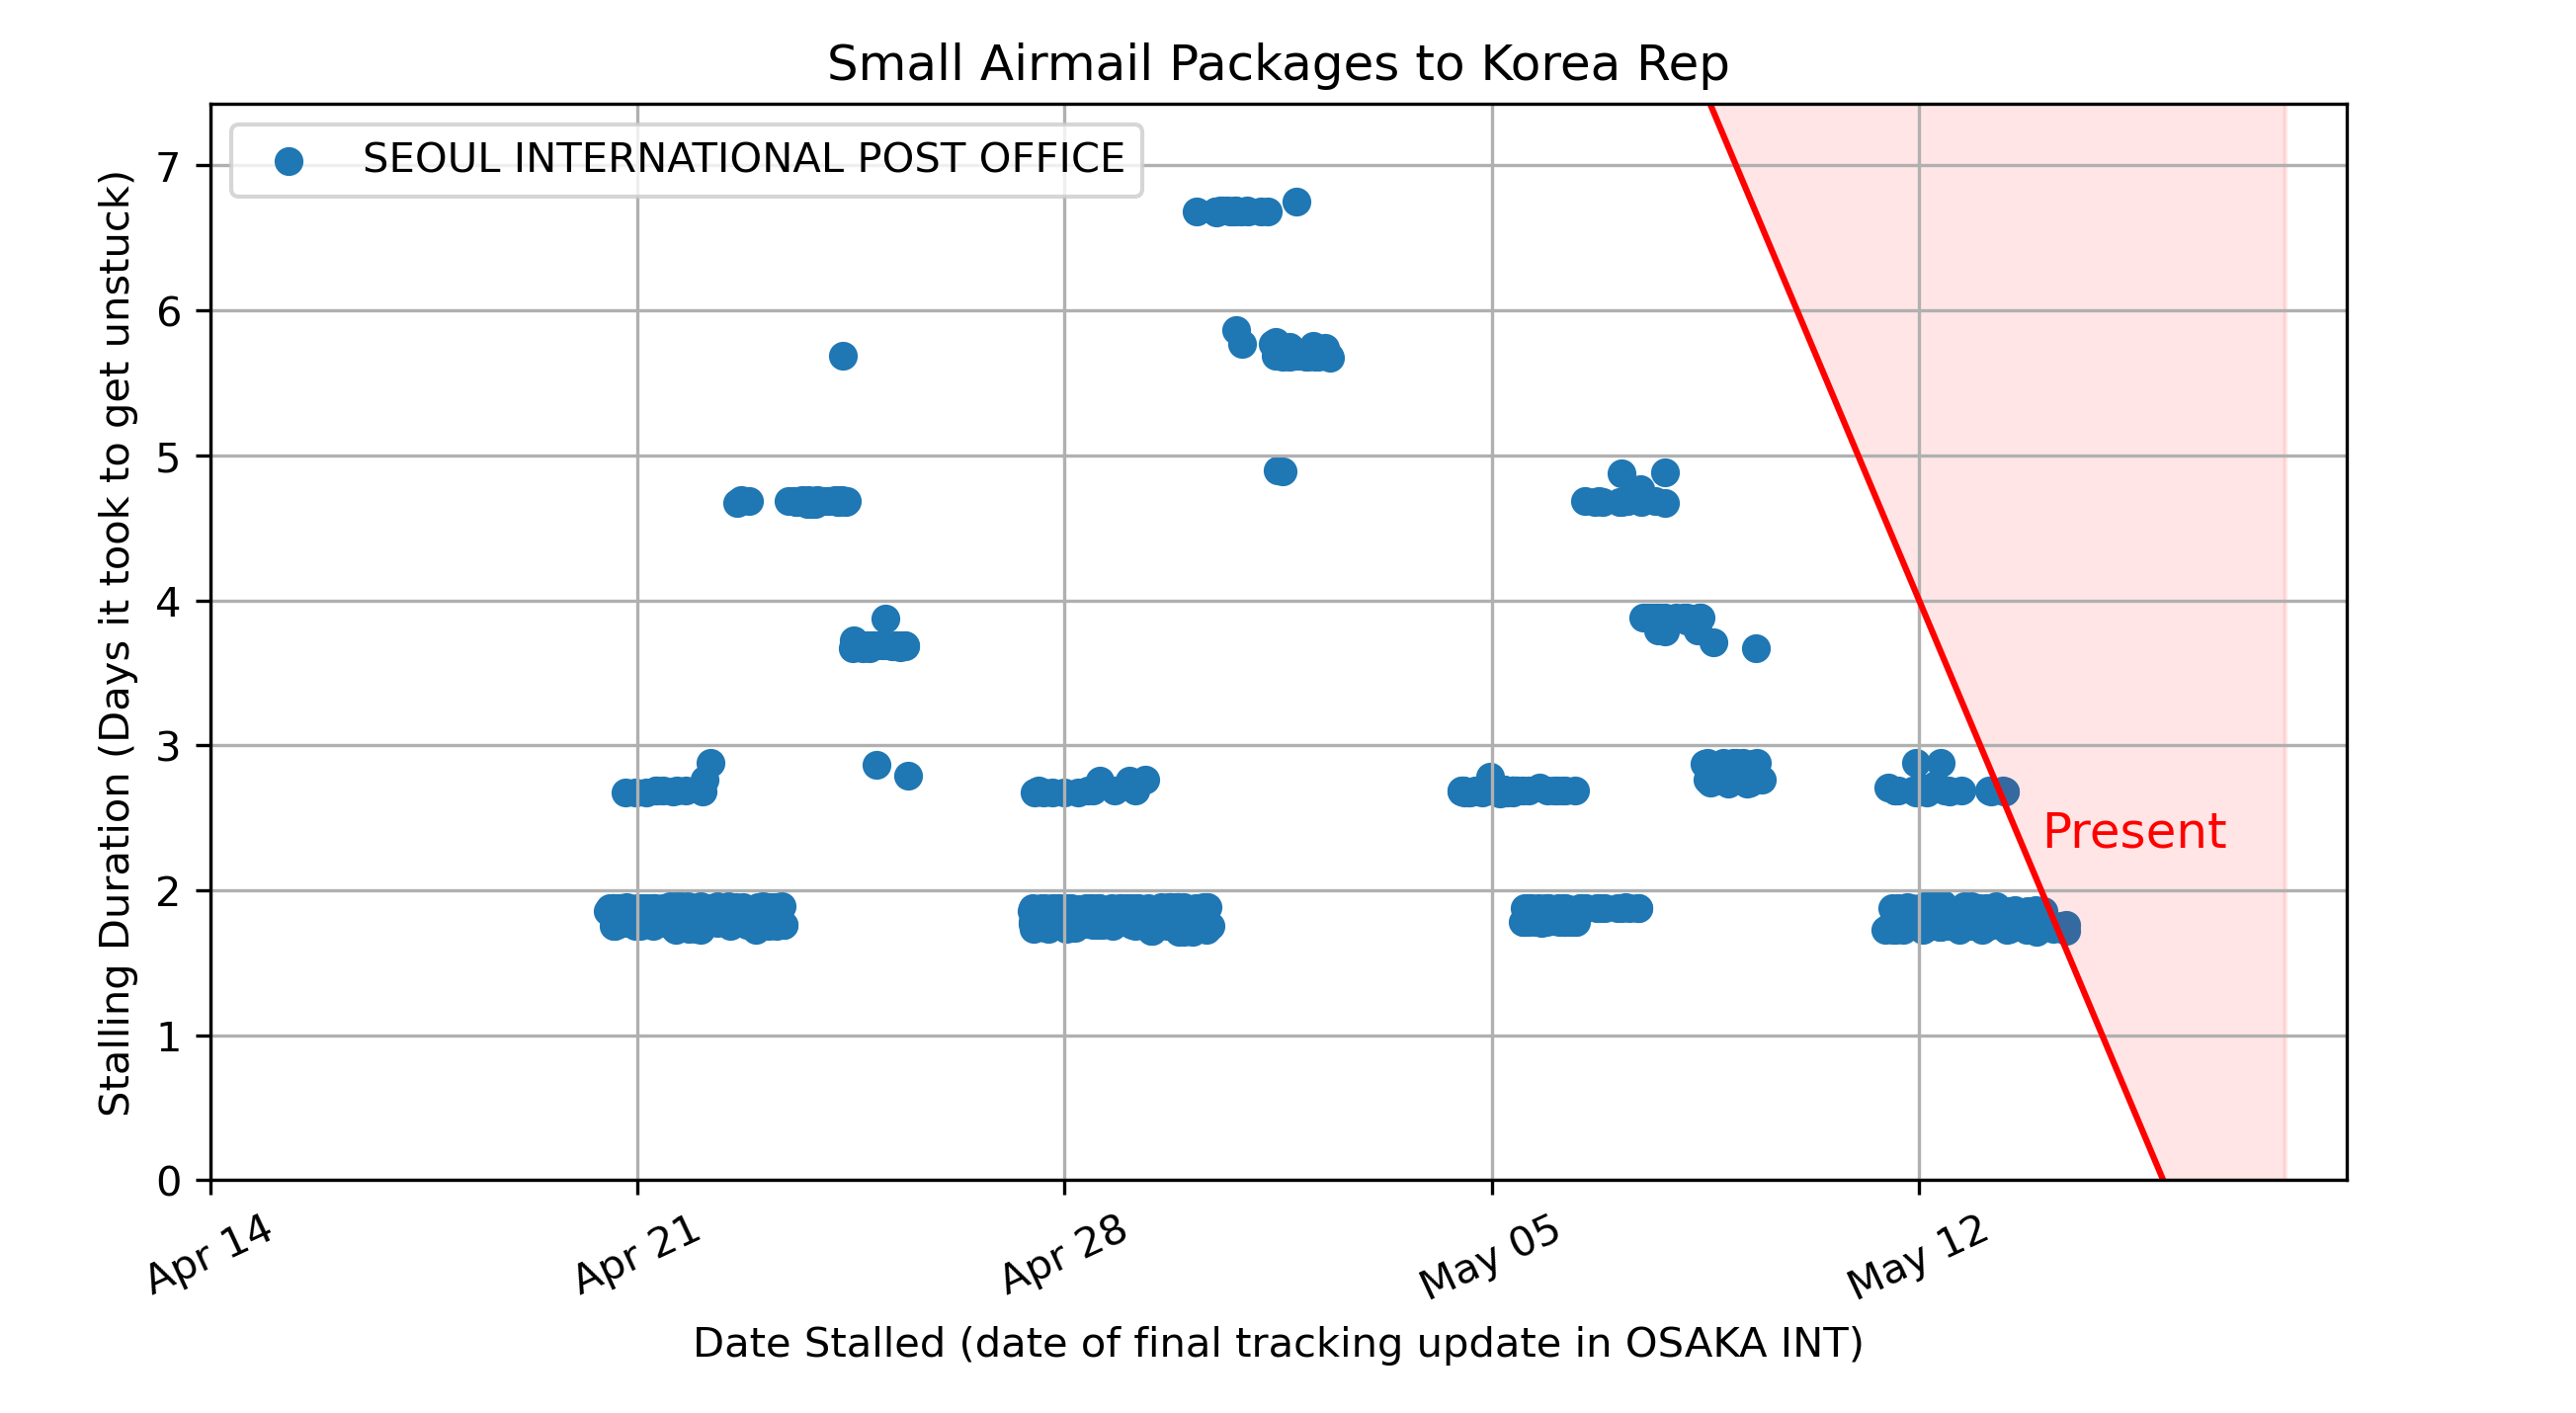 Small Airmail Packages to Korea Rep
SEOUL INTERNATIONAL POST OFFICE
Stalling Duration (Days it took to get unstuck)
7
6
5
4
3
2
1
0
Present
Apr 14
Apr 21
Apr 28
May 05
May 12
Date Stalled (date of final tracking update in OSAKA INT)